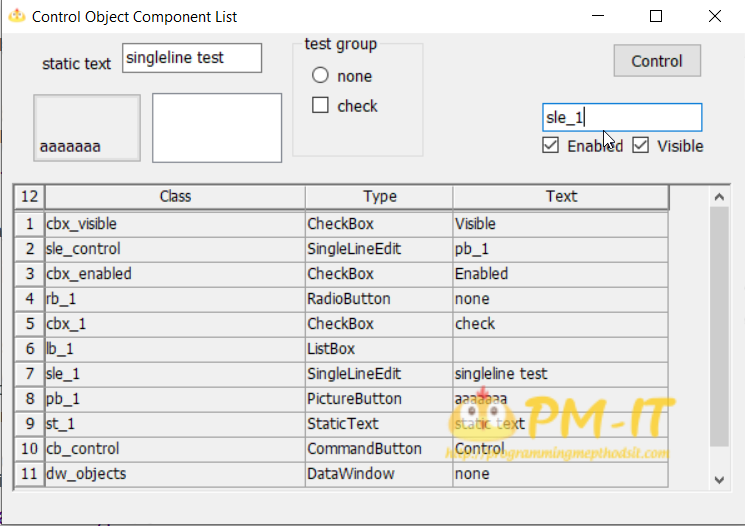 Control Object Component List
static text
singleline test
test group
none
check
Control
aaaaaaa
sle_1
Enabled
Visible
12 Class Type Text
1 cbx_visible CheckBox Visible
2 sle_control SingleLineEdit pb_1
3 cbx_enabled CheckBox Enabled
4 rb_1 RadioButton none
5 cbx_1 CheckBox check
6 lb_1 ListBox
7 sle_1 SingleLineEdit singleline test
8 pb_1 PictureButton aaaaaaa
9 st_1 StaticText static text
10 cb_control CommandButton Control
11 dw_objects DataWindow none
PM-IT
http://programmingmepthodsit.com